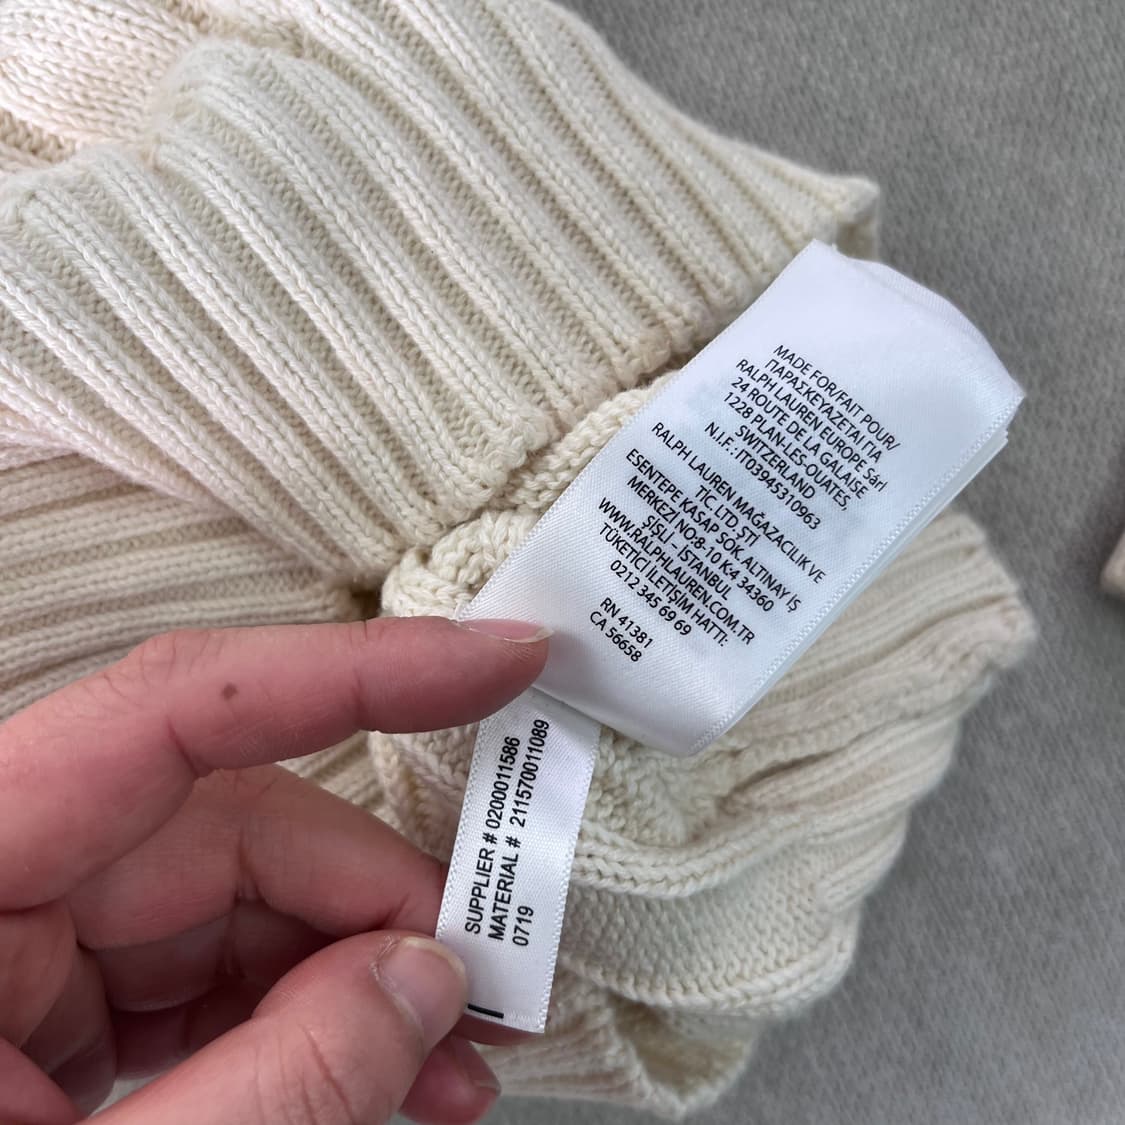 MADE FOR/FAIT POUR/
ΠΑΡΑΣΚΕΥΑΖΕΤΑΙ ΓΙΑ
RALPH LAUREN EUROPE Sárl
24 ROUTE DE LA GALAISE
1228 PLAN-LES-OUATES,
SWITZERLAND
N.I.F.: IT03945310963
RALPH LAUREN MAĞAZACILIK VE
TİC. LTD. ŞTİ
ESENTEPE KASAP SOK. ALTINAY İŞ
MERKEZİ NO:8-10 K:4 34360
ŞİŞLİ - İSTANBUL
WWW.RALPHLAUREN.COM.TR
TÜKETİCİ İLETİŞİM HATTI:
0212 345 69 69
RN 41381
CA 56658
SUPPLIER # 0200011586
MATERIAL # 211570011089
0719